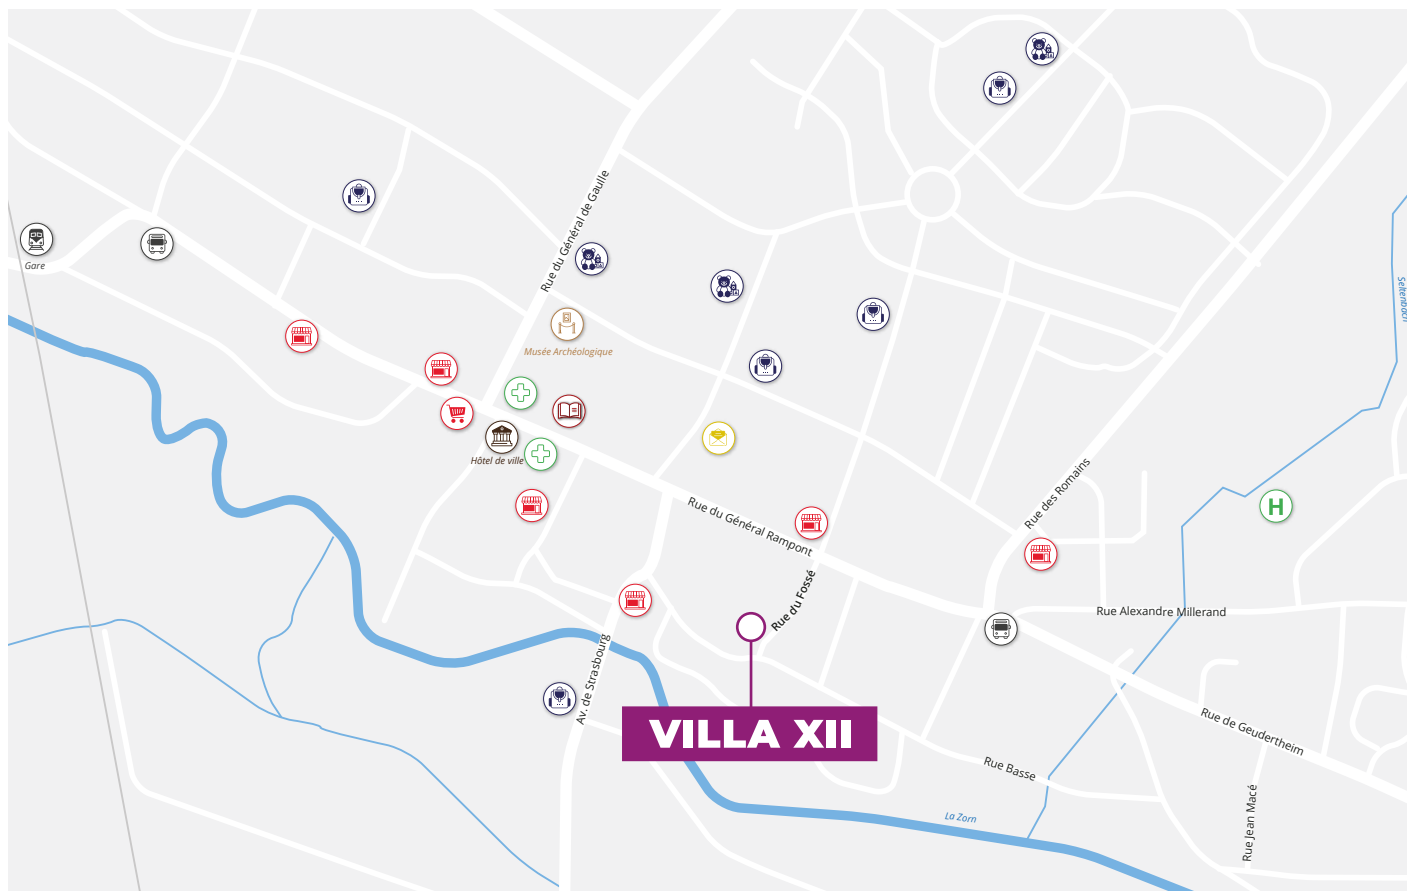 Rue du Général de Gaulle
Gare
Seltenbach
Musée Archéologique
Hôtel de ville
Rue des Romains
Rue du Général Rampont
H
Rue du Fossé
Rue Alexandre Millerand
Av. de Strasbourg
VILLA XII
Rue de Geudertheim
Rue Basse
Rue Jean Macé
La Zorn